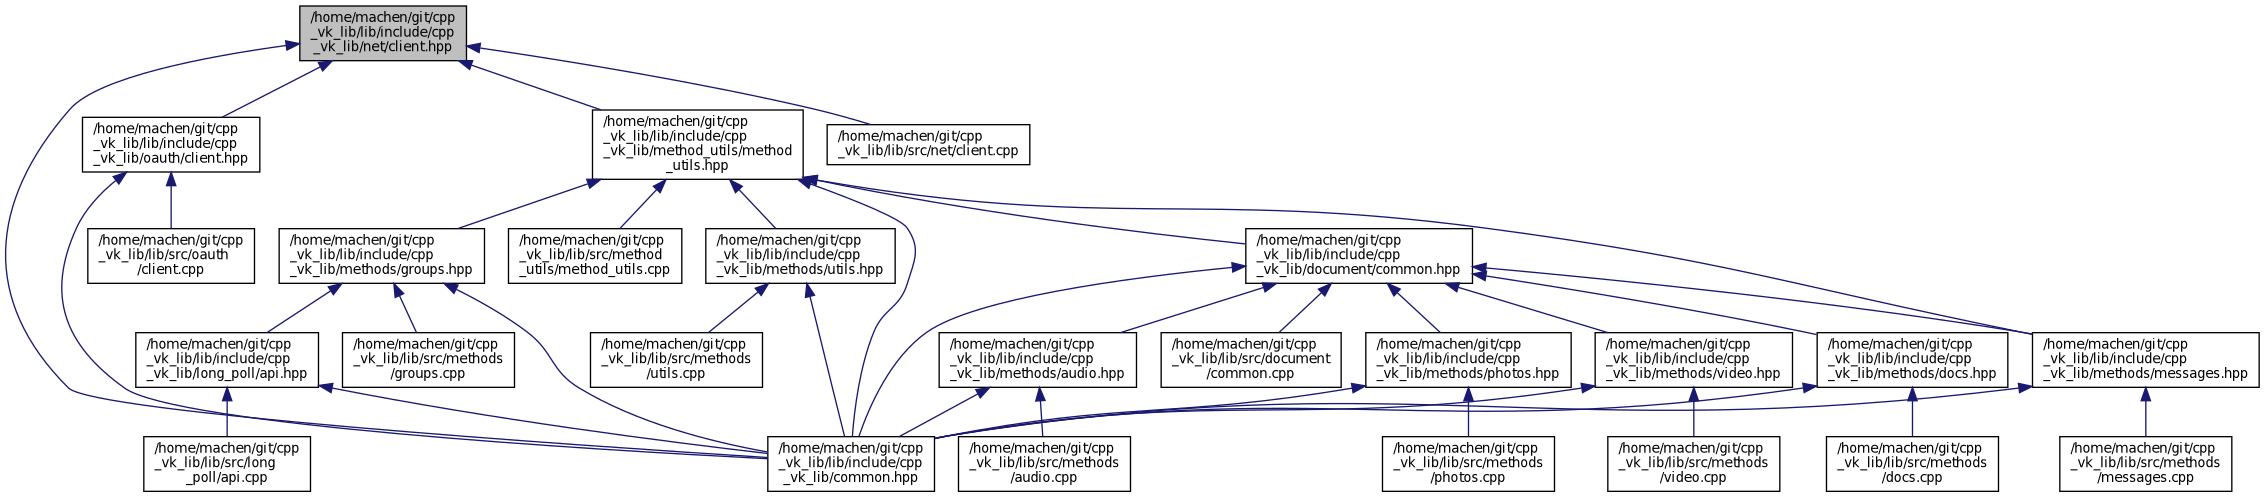 /home/machen/git/cpp
_vk_lib/lib/include/cpp
_vk_lib/net/client.hpp
/home/machen/git/cpp
_vk_lib/lib/include/cpp
_vk_lib/oauth/client.hpp
/home/machen/git/cpp
_vk_lib/lib/include/cpp
_vk_lib/method_utils/method
_utils.hpp
/home/machen/git/cpp
_vk_lib/lib/src/net/client.cpp
/home/machen/git/cpp
_vk_lib/lib/src/oauth
/client.cpp
/home/machen/git/cpp
_vk_lib/lib/include/cpp
_vk_lib/methods/groups.hpp
/home/machen/git/cpp
_vk_lib/lib/src/method
_utils/method_utils.cpp
/home/machen/git/cpp
_vk_lib/lib/include/cpp
_vk_lib/methods/utils.hpp
/home/machen/git/cpp
_vk_lib/lib/include/cpp
_vk_lib/document/common.hpp
/home/machen/git/cpp
_vk_lib/lib/include/cpp
_vk_lib/long_poll/api.hpp
/home/machen/git/cpp
_vk_lib/lib/src/methods
/groups.cpp
/home/machen/git/cpp
_vk_lib/lib/src/methods
/utils.cpp
/home/machen/git/cpp
_vk_lib/lib/include/cpp
_vk_lib/methods/audio.hpp
/home/machen/git/cpp
_vk_lib/lib/src/document
/common.cpp
/home/machen/git/cpp
_vk_lib/lib/include/cpp
_vk_lib/methods/photos.hpp
/home/machen/git/cpp
_vk_lib/lib/include/cpp
_vk_lib/methods/video.hpp
/home/machen/git/cpp
_vk_lib/lib/include/cpp
_vk_lib/methods/docs.hpp
/home/machen/git/cpp
_vk_lib/lib/include/cpp
_vk_lib/methods/messages.hpp
/home/machen/git/cpp
_vk_lib/lib/src/long
_poll/api.cpp
/home/machen/git/cpp
_vk_lib/lib/include/cpp
_vk_lib/common.hpp
/home/machen/git/cpp
_vk_lib/lib/src/methods
/audio.cpp
/home/machen/git/cpp
_vk_lib/lib/src/methods
/photos.cpp
/home/machen/git/cpp
_vk_lib/lib/src/methods
/video.cpp
/home/machen/git/cpp
_vk_lib/lib/src/methods
/docs.cpp
/home/machen/git/cpp
_vk_lib/lib/src/methods
/messages.cpp